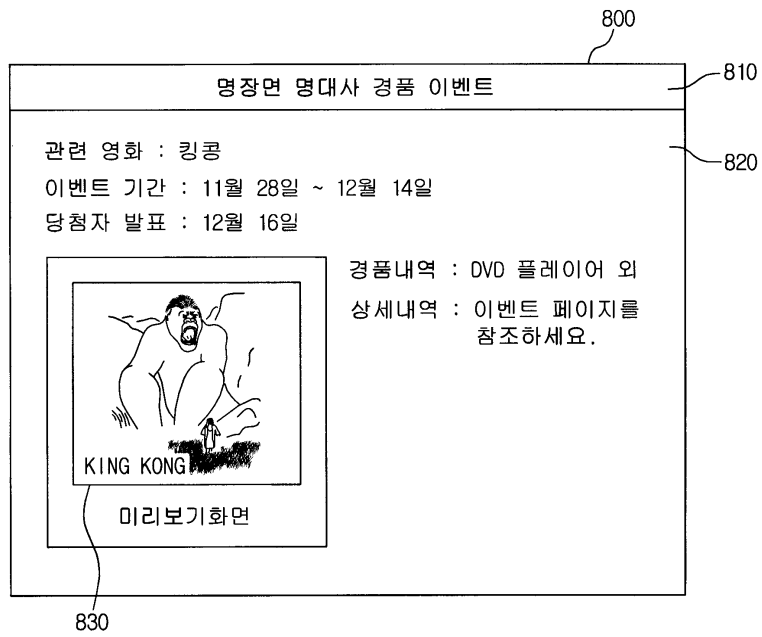 800
명장면 명대사 경품 이벤트
810
관련 영화 : 킹콩
820
이벤트 기간 : 11월 28일 ~ 12월 14일
당첨자 발표 : 12월 16일
경품내역 : DVD 플레이어 외
상세내역 : 이벤트 페이지를
참조하세요.
KING KONG
미리보기화면
830